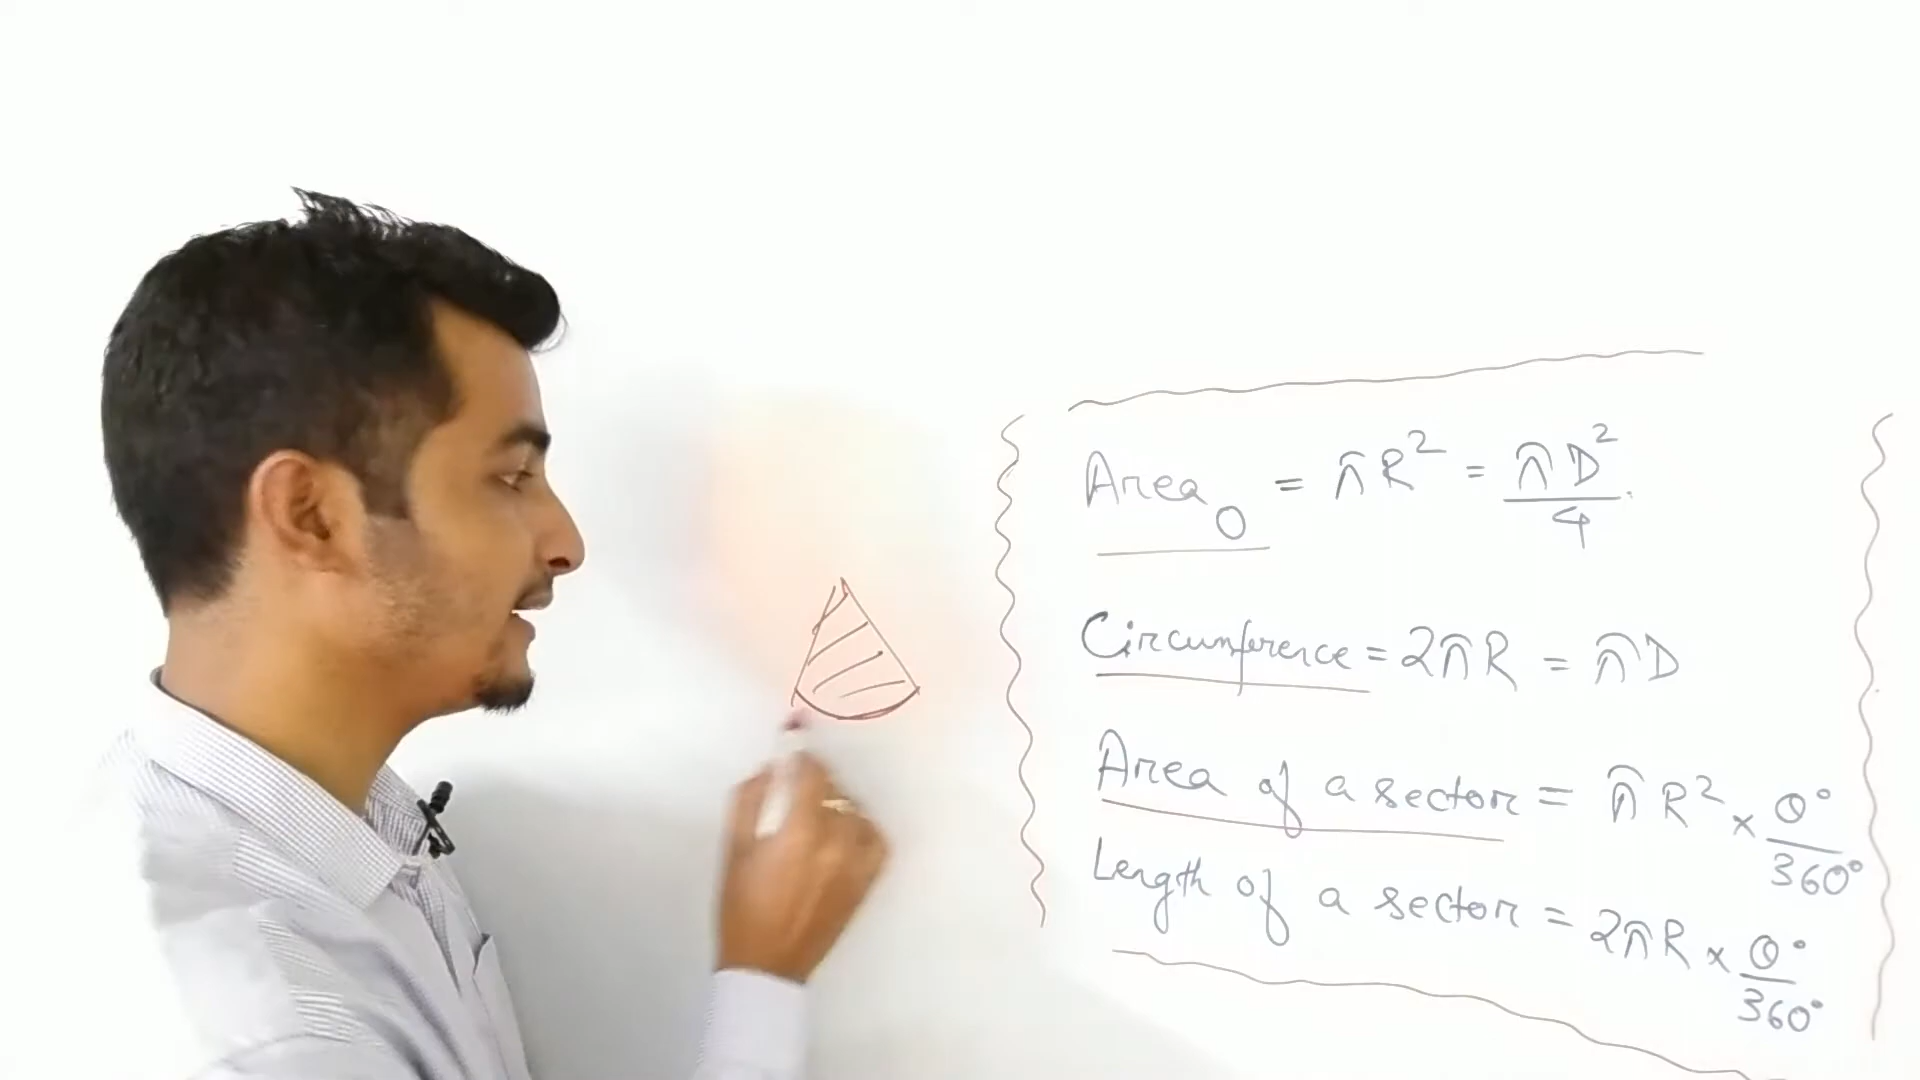 Area○ = πR² = πD²/4
Circumference = 2πR = πD
Area of a sector = πR² × θ°/360°
Length of a sector = 2πR × θ°/360°